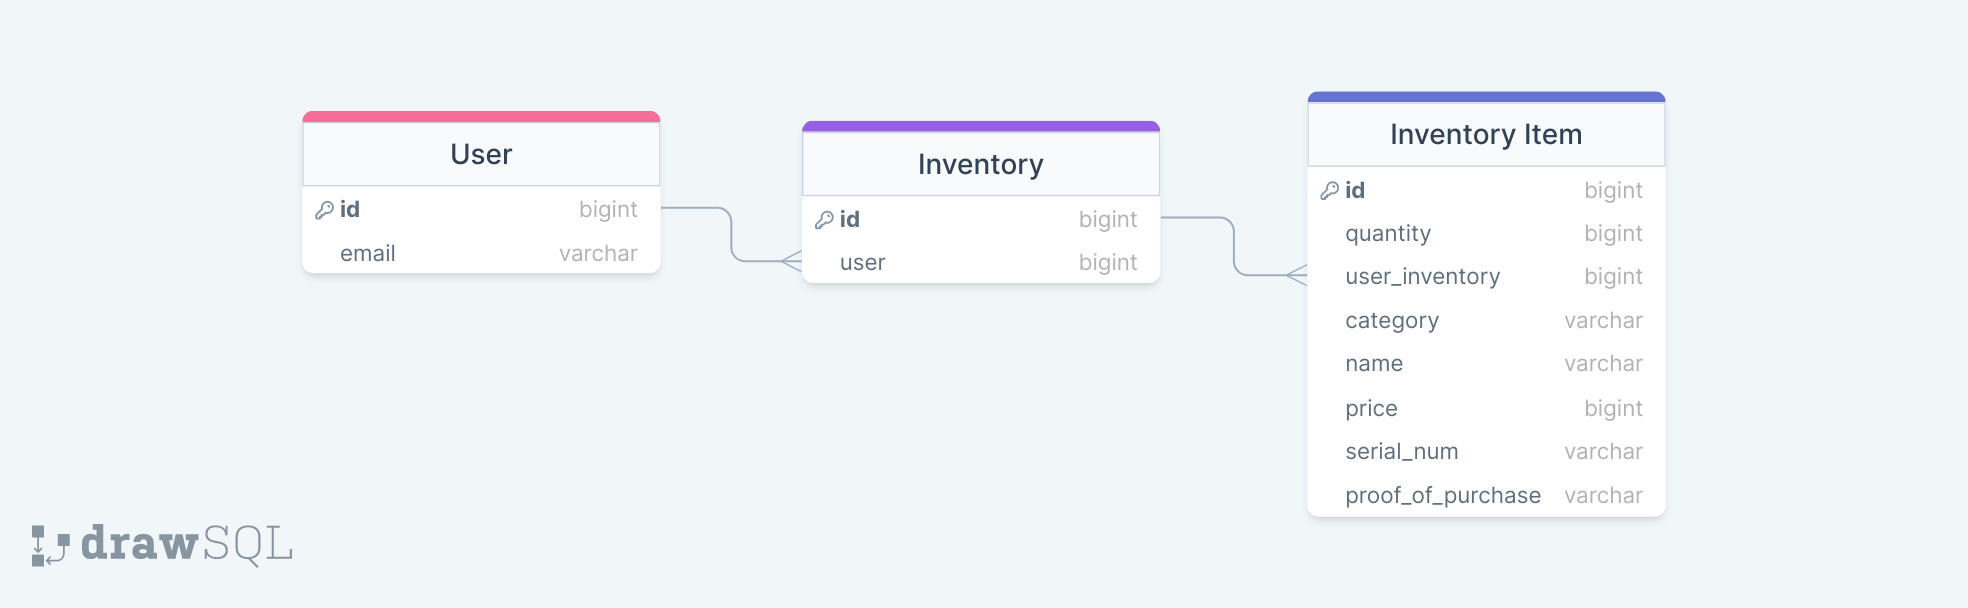 User
id bigint
email varchar
Inventory
id bigint
user bigint
Inventory Item
id bigint
quantity bigint
user_inventory bigint
category varchar
name varchar
price bigint
serial_num varchar
proof_of_purchase varchar
drawSQL